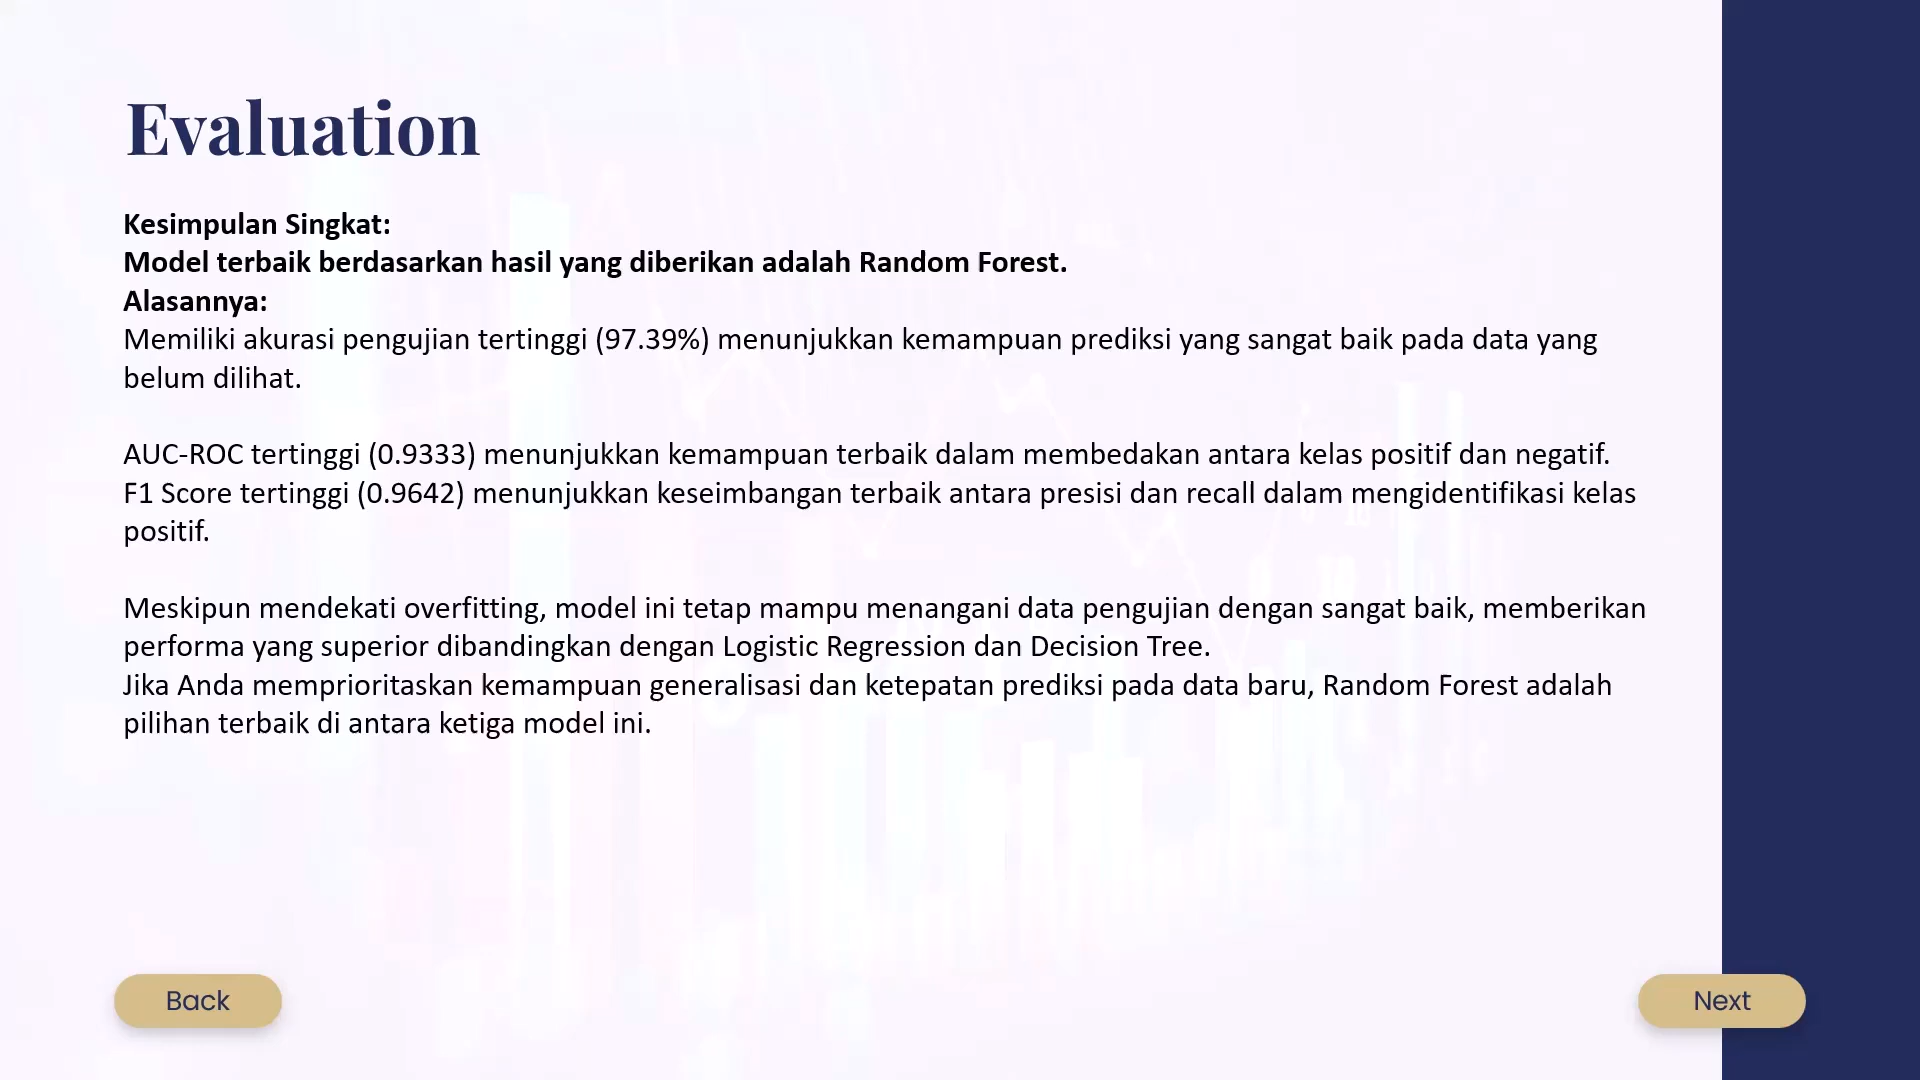 Evaluation
Kesimpulan Singkat:
Model terbaik berdasarkan hasil yang diberikan adalah Random Forest.
Alasannya:
Memiliki akurasi pengujian tertinggi (97.39%) menunjukkan kemampuan prediksi yang sangat baik pada data yang
belum dilihat.
AUC-ROC tertinggi (0.9333) menunjukkan kemampuan terbaik dalam membedakan antara kelas positif dan negatif.
F1 Score tertinggi (0.9642) menunjukkan keseimbangan terbaik antara presisi dan recall dalam mengidentifikasi kelas
positif.
Meskipun mendekati overfitting, model ini tetap mampu menangani data pengujian dengan sangat baik, memberikan
performa yang superior dibandingkan dengan Logistic Regression dan Decision Tree.
Jika Anda memprioritaskan kemampuan generalisasi dan ketepatan prediksi pada data baru, Random Forest adalah
pilihan terbaik di antara ketiga model ini.
Back
Next